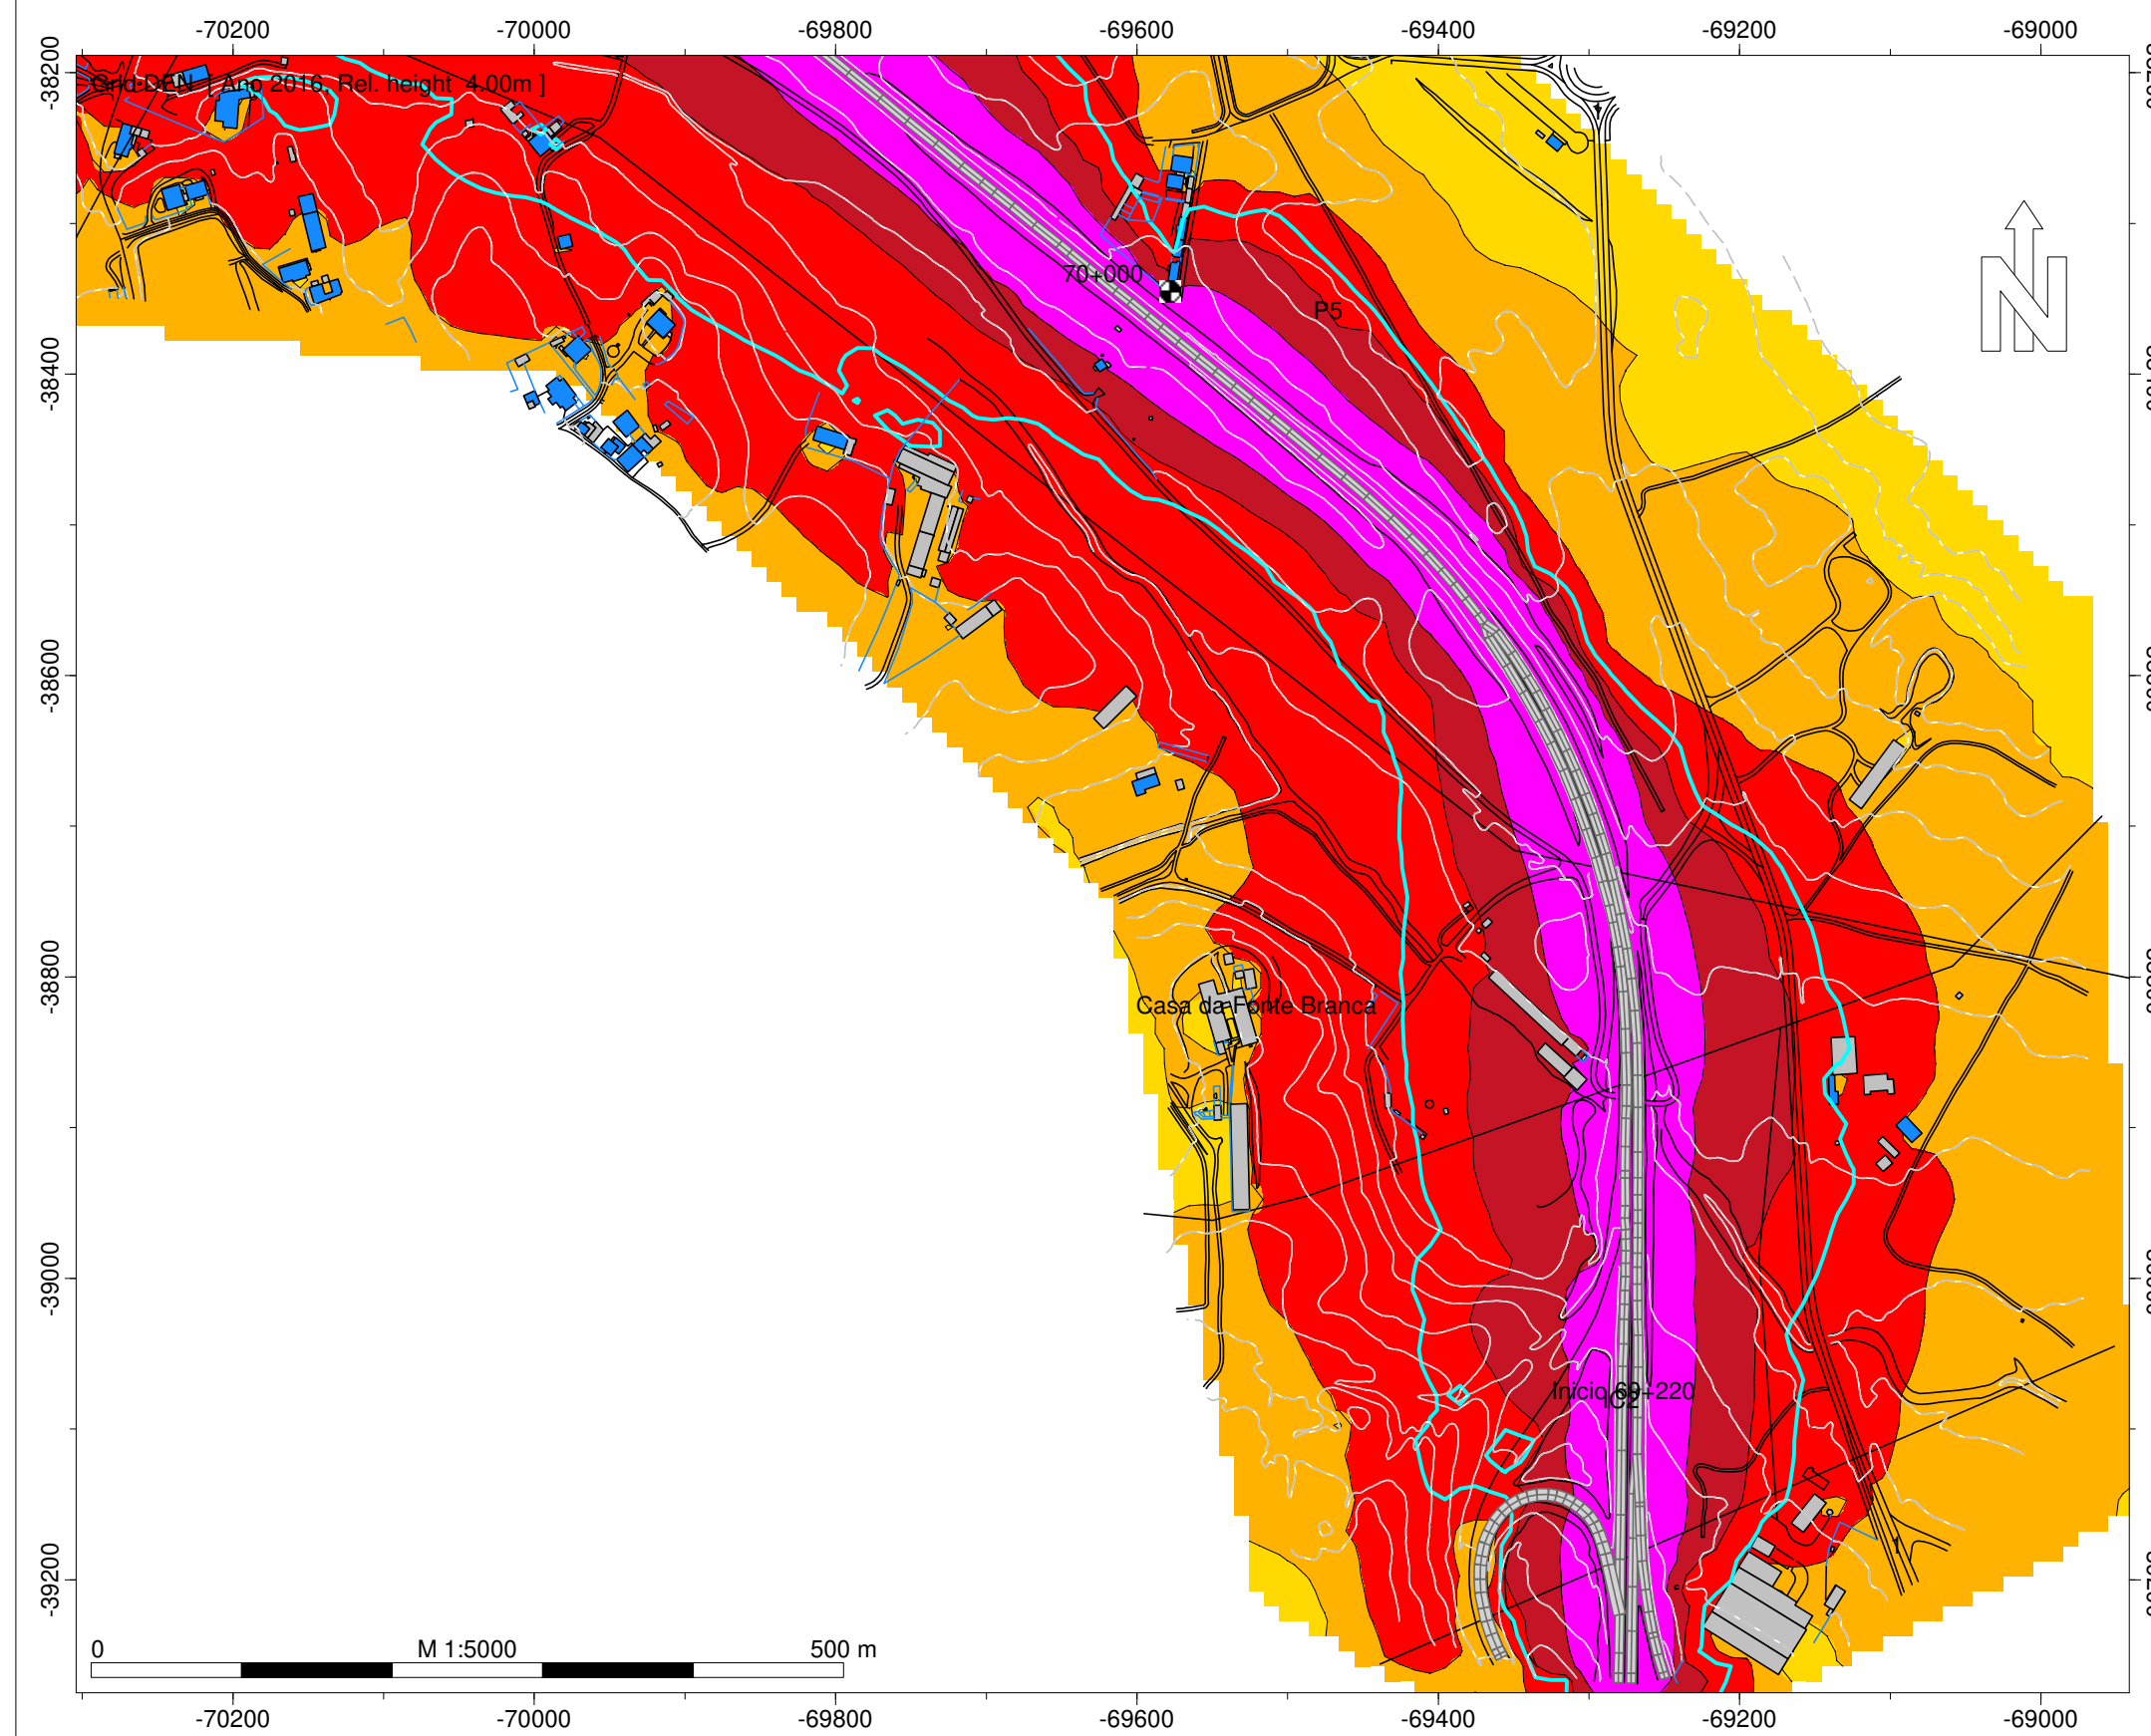 -70200 -70000 -69800 -69600 -69400 -69200 -69000
-38200
Grid DEN [ Ano 2016, Rel. height 4.00m ]
N
70+000
P5
-38400
-38600
-38800
Casa da Fonte Branca
-39000
Inicio 69+220
IC2
-39200
0 M 1:5000 500 m
-70200 -70000 -69800 -69600 -69400 -69200 -69000